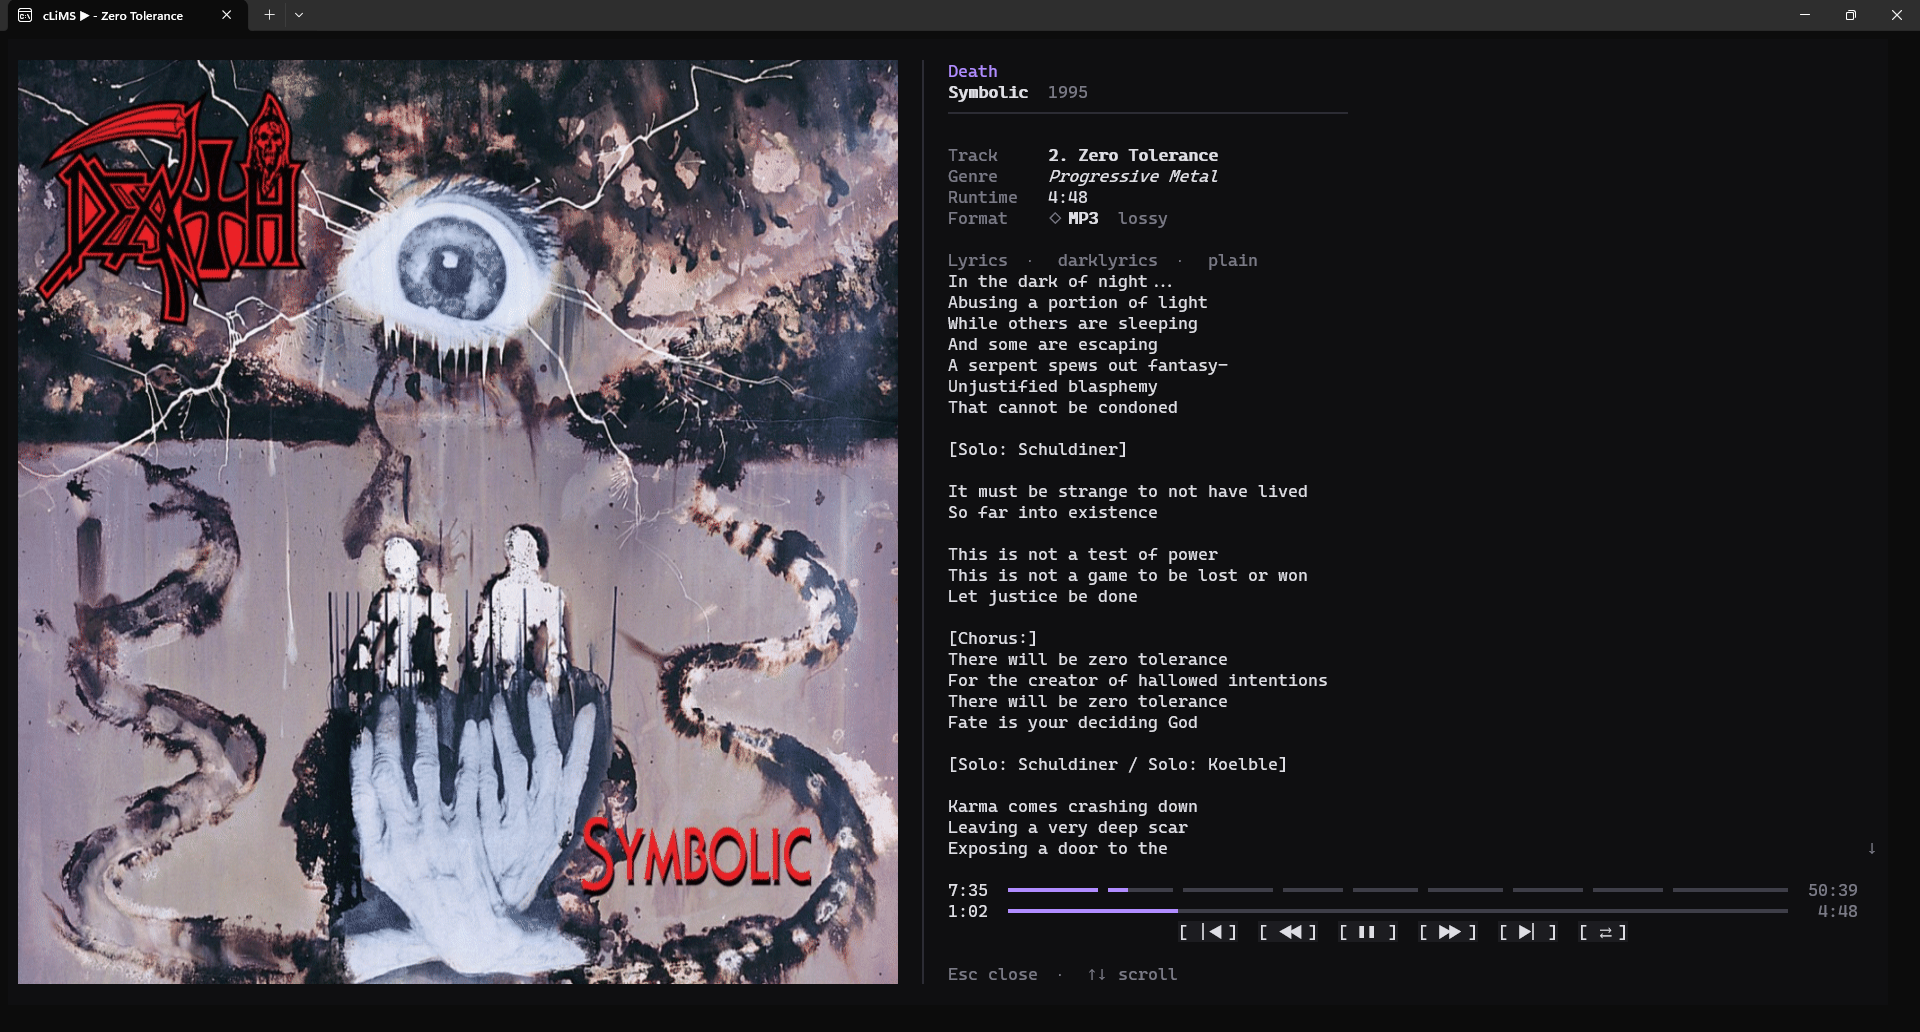 cLiMS ▶ - Zero Tolerance
DEATH
SYMBOLIC
Death
Symbolic 1995
Track 2. Zero Tolerance
Genre Progressive Metal
Runtime 4:48
Format ◇ MP3 lossy
Lyrics · darklyrics · plain
In the dark of night...
Abusing a portion of light
While others are sleeping
And some are escaping
A serpent spews out fantasy-
Unjustified blasphemy
That cannot be condoned
[Solo: Schuldiner]
It must be strange to not have lived
So far into existence
This is not a test of power
This is not a game to be lost or won
Let justice be done
[Chorus:]
There will be zero tolerance
For the creator of hallowed intentions
There will be zero tolerance
Fate is your deciding God
[Solo: Schuldiner / Solo: Koelble]
Karma comes crashing down
Leaving a very deep scar
Exposing a door to the ↓
7:35 50:39
1:02 4:48
[ |◀ ] [ ◀◀ ] [ ▮▮ ] [ ▶▶ ] [ ▶| ] [ ⇄ ]
Esc close · ↑↓ scroll